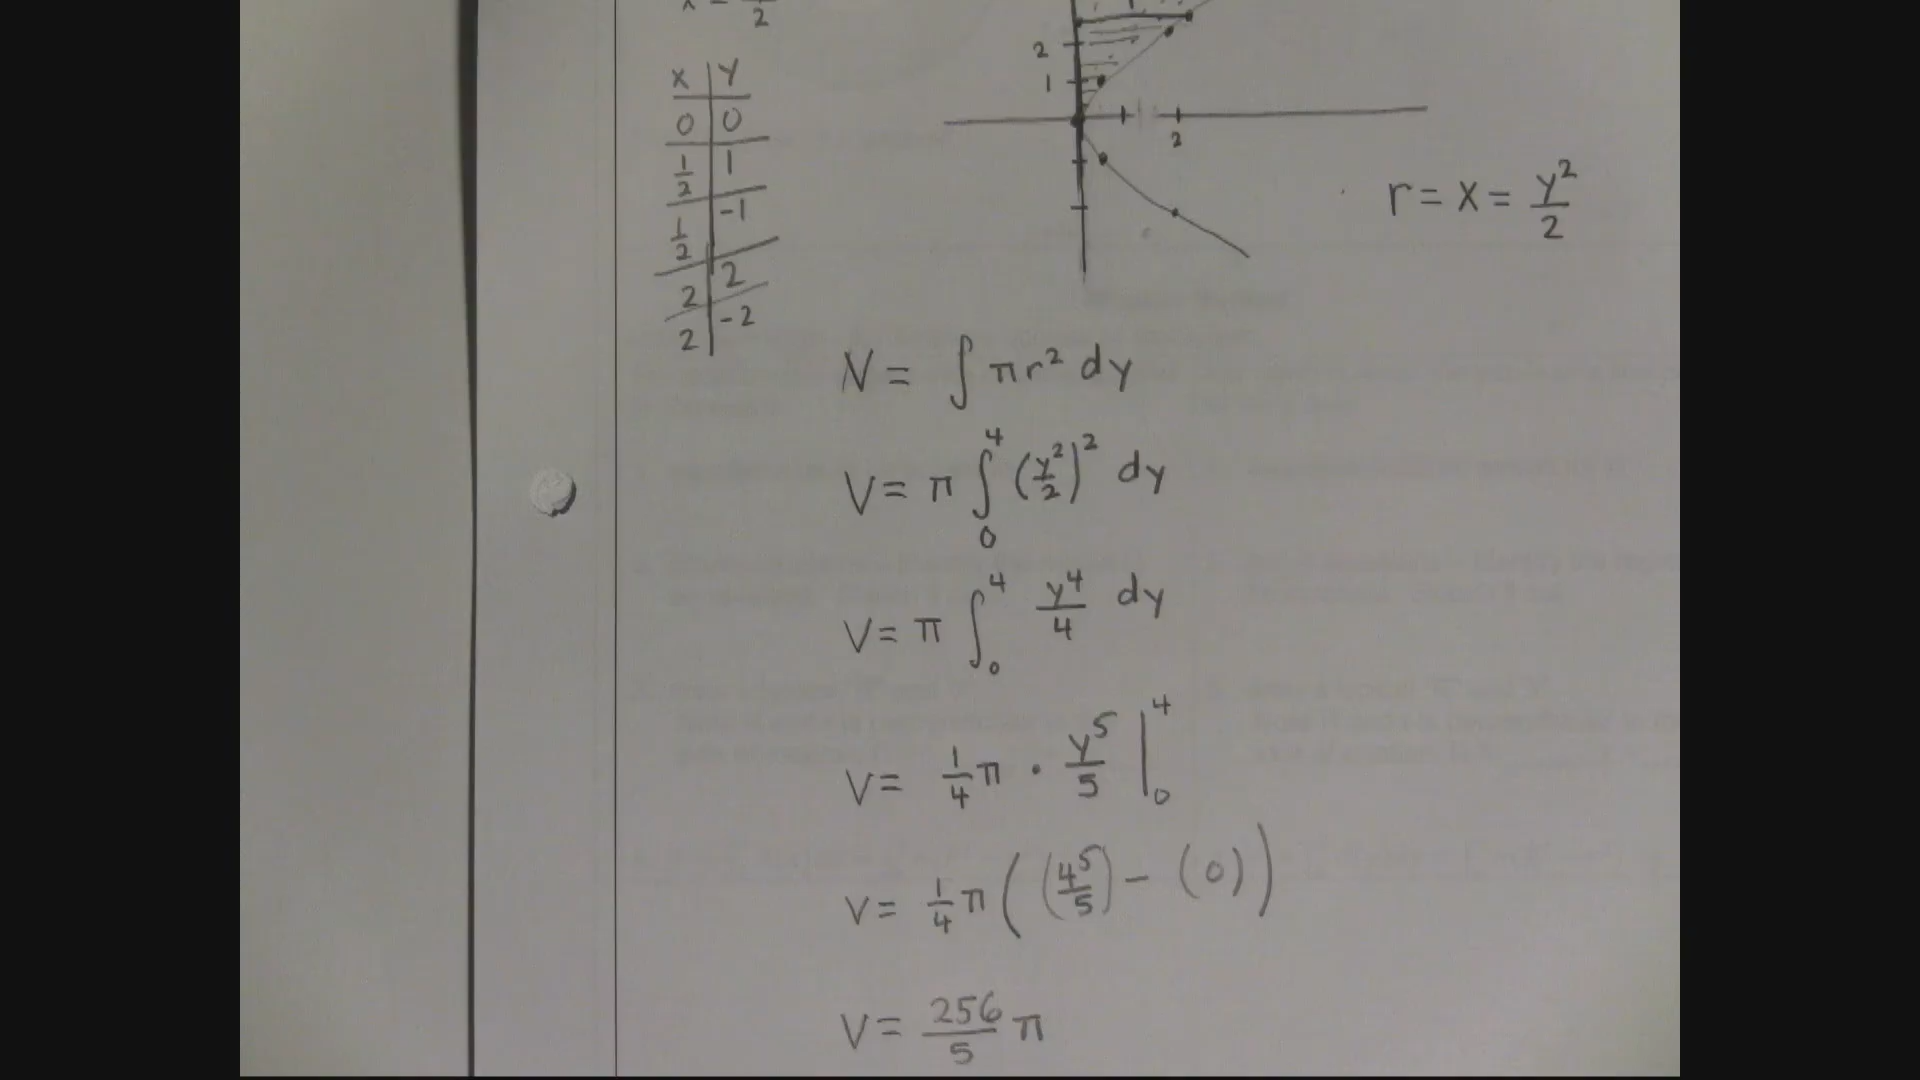 x = /2
x | y
0 | 0
1/2 | 1
1/2 | -1
2 | 2
2 | -2
2
1
2
r = x = y²/2
V = ∫ πr² dy
V = π ∫₀⁴ (y²/2)² dy
V = π ∫₀⁴ y⁴/4 dy
V = 1/4 π · y⁵/5 |₀⁴
V = 1/4 π ( (4⁵/5) - (0) )
V = 256/5 π